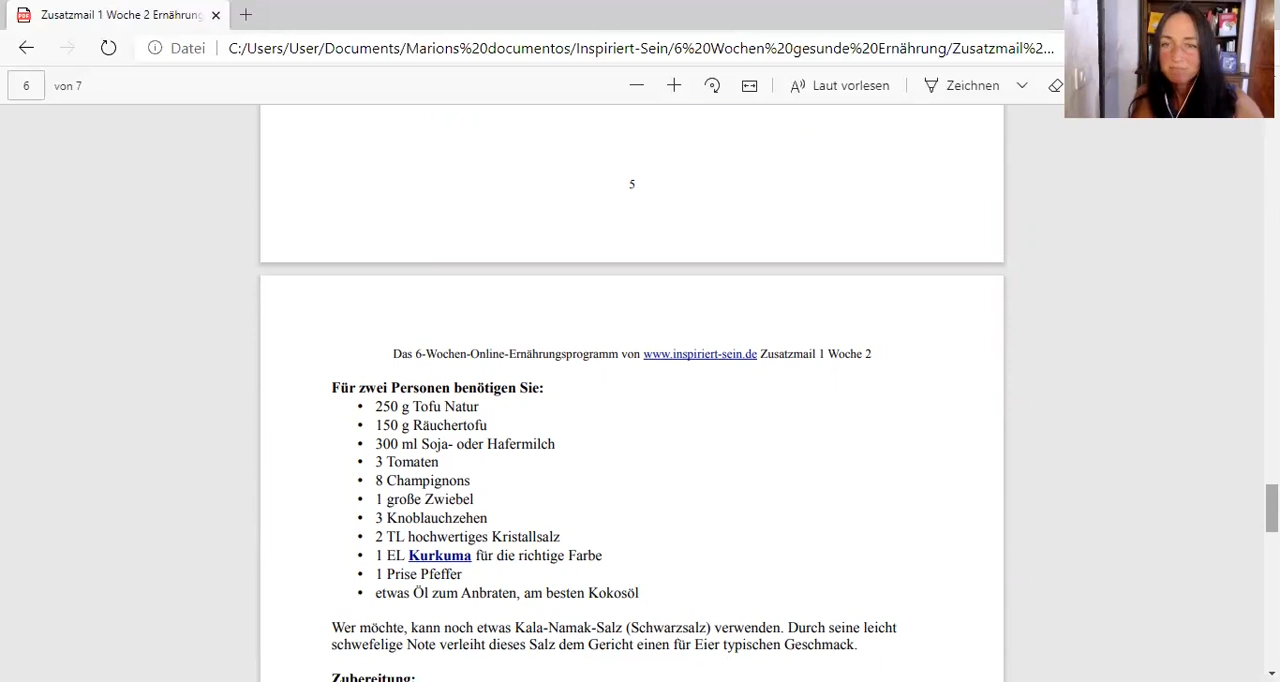 Zusatzmail 1 Woche 2 Ernährung
Datei
C:/Users/User/Documents/Marions%20documentos/Inspiriert-Sein/6%20Wochen%20gesunde%20Ernährung/Zusatzmail%2...
6 von 7
Laut vorlesen
Zeichnen
5
Das 6-Wochen-Online-Ernährungsprogramm von www.inspiriert-sein.de Zusatzmail 1 Woche 2
Für zwei Personen benötigen Sie:
• 250 g Tofu Natur
• 150 g Räuchertofu
• 300 ml Soja- oder Hafermilch
• 3 Tomaten
• 8 Champignons
• 1 große Zwiebel
• 3 Knoblauchzehen
• 2 TL hochwertiges Kristallsalz
• 1 EL Kurkuma für die richtige Farbe
• 1 Prise Pfeffer
• etwas Öl zum Anbraten, am besten Kokosöl
Wer möchte, kann noch etwas Kala-Namak-Salz (Schwarzsalz) verwenden. Durch seine leicht
schwefelige Note verleiht dieses Salz dem Gericht einen für Eier typischen Geschmack.
Zubereitung: